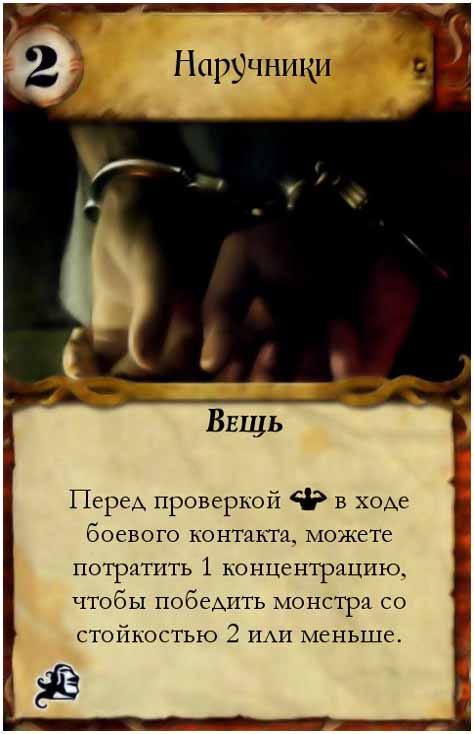 2
Наручники
Вещь
Перед проверкой в ходе
боевого контакта, можете
потратить 1 концентрацию,
чтобы победить монстра со
стойкостью 2 или меньше.